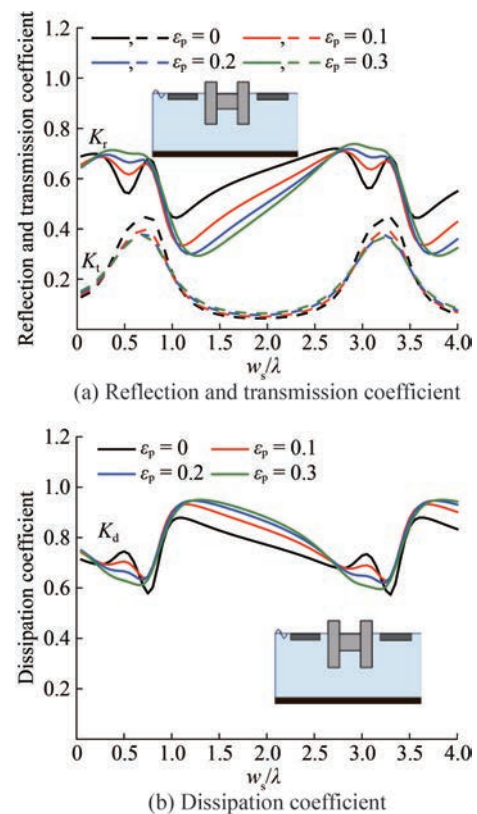 , εp = 0 , εp = 0.1
, εp = 0.2 , εp = 0.3
Reflection and transmission coefficient
1.2
1.0
0.8
0.6
0.4
0.2
Kr
Kt
0 0.5 1.0 1.5 2.0 2.5 3.0 3.5 4.0
ws/λ
(a) Reflection and transmission coefficient
εp = 0 εp = 0.1
εp = 0.2 εp = 0.3
Dissipation coefficient
1.2
1.0
0.8
0.6
0.4
0.2
Kd
0 0.5 1.0 1.5 2.0 2.5 3.0 3.5 4.0
ws/λ
(b) Dissipation coefficient